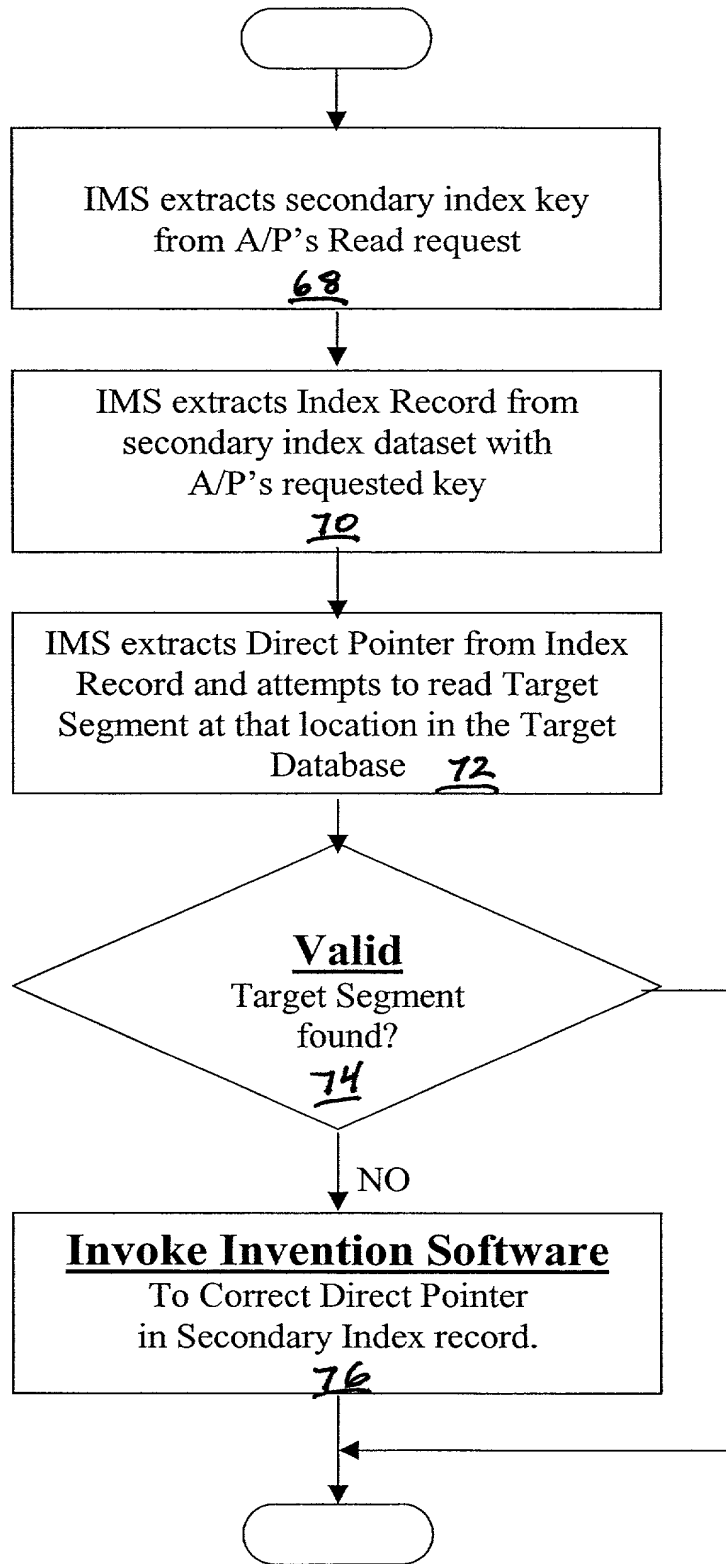 IMS extracts secondary index key
from A/P's Read request
68
IMS extracts Index Record from
secondary index dataset with
A/P's requested key
70
IMS extracts Direct Pointer from Index
Record and attempts to read Target
Segment at that location in the Target
Database 72
Valid
Target Segment
found?
74
NO
Invoke Invention Software
To Correct Direct Pointer
in Secondary Index record.
76